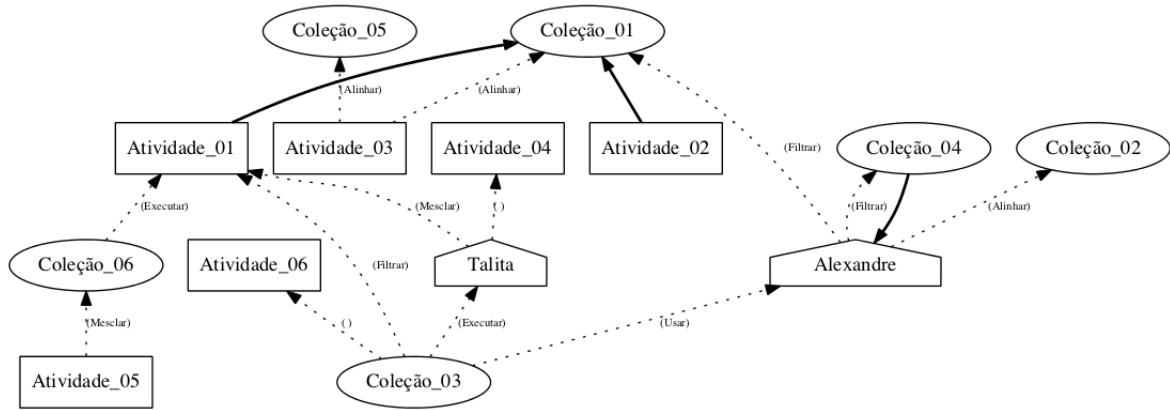 Coleção_05
Coleção_01
(Alinhar)
(Alinhar)
Atividade_01
Atividade_03
Atividade_04
Atividade_02
(Filtrar)
Coleção_04
Coleção_02
(Executar)
(Mesclar)
( )
(Filtrar)
(Alinhar)
Coleção_06
Atividade_06
(Filtrar)
Talita
Alexandre
(Mesclar)
( )
(Executar)
(Usar)
Atividade_05
Coleção_03